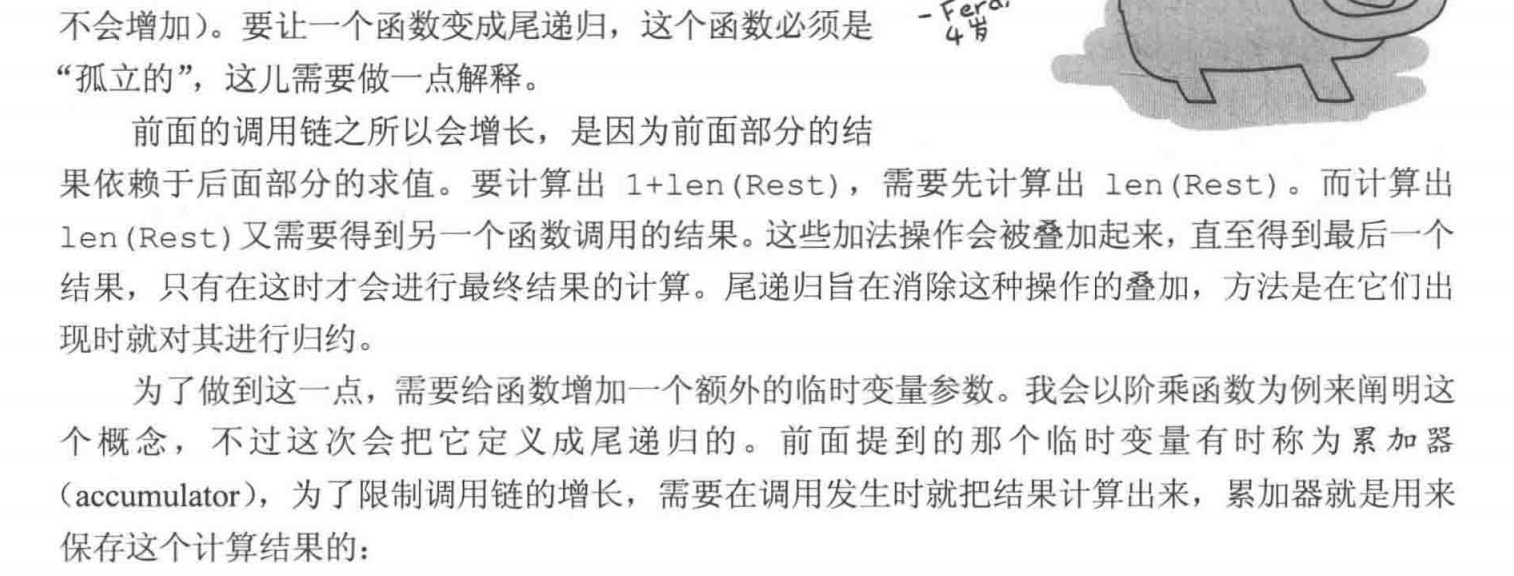 不会增加）。要让一个函数变成尾递归，这个函数必须是
“孤立的”，这儿需要做一点解释。
- Ferd,
4岁
前面的调用链之所以会增长，是因为前面部分的结
果依赖于后面部分的求值。要计算出 1+len(Rest)，需要先计算出 len(Rest)。而计算出
len(Rest)又需要得到另一个函数调用的结果。这些加法操作会被叠加起来，直至得到最后一个
结果，只有在这时才会进行最终结果的计算。尾递归旨在消除这种操作的叠加，方法是在它们出
现时就对其进行归约。
为了做到这一点，需要给函数增加一个额外的临时变量参数。我会以阶乘函数为例来阐明这
个概念，不过这次会把它定义成尾递归的。前面提到的那个临时变量有时称为累加器
（accumulator），为了限制调用链的增长，需要在调用发生时就把结果计算出来，累加器就是用来
保存这个计算结果的：